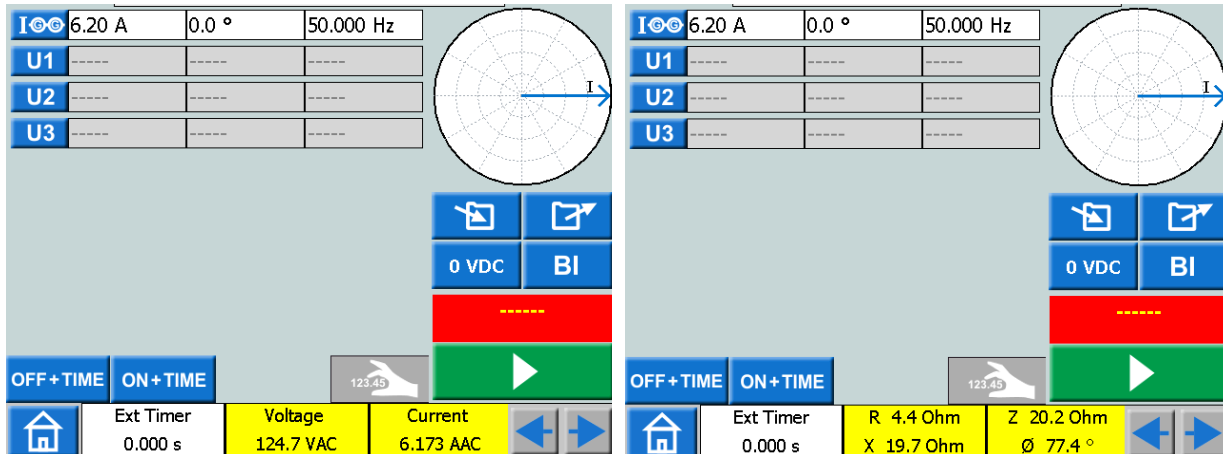 I G G 6.20 A 0.0 ° 50.000 Hz
U1 ----- ----- -----
U2 ----- ----- -----
U3 ----- ----- -----
I
0 VDC BI
------
OFF+TIME ON+TIME 123.45
Ext Timer Voltage Current
0.000 s 124.7 VAC 6.173 AAC
I G G 6.20 A 0.0 ° 50.000 Hz
U1 ----- ----- -----
U2 ----- ----- -----
U3 ----- ----- -----
I
0 VDC BI
------
OFF+TIME ON+TIME 123.45
Ext Timer R 4.4 Ohm Z 20.2 Ohm
0.000 s X 19.7 Ohm Ø 77.4 °